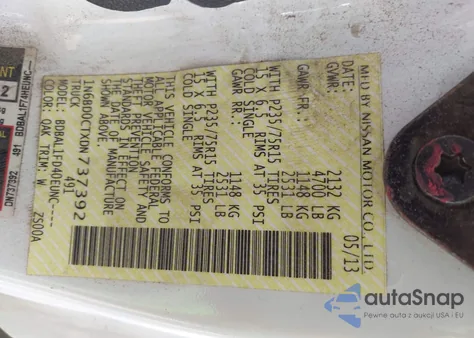 MFD BY NISSAN MOTOR CO., LTD.
DATE: 05/13
GVWR: 2132 KG
4700 LB
GAWR FR.: 1148 KG
2531 LB
WITH P235/75R15 TIRES
15 X 6.5 RIMS AT 35 PSI
COLD SINGLE
GAWR RR.: 1148 KG
2531 LB
WITH P235/75R15 TIRES
15 X 6.5 RIMS AT 35 PSI
COLD SINGLE
THIS VEHICLE CONFORMS TO
ALL APPLICABLE FEDERAL
MOTOR VEHICLE SAFETY AND
THEFT PREVENTION
STANDARDS IN EFFECT ON
THE DATE OF MANUFACTURE
SHOWN ABOVE
737392
TRUCK 491
COLOR: QAK TRIM: W Z500A
491
autaSnap
Pewne auta z aukcji USA i EU